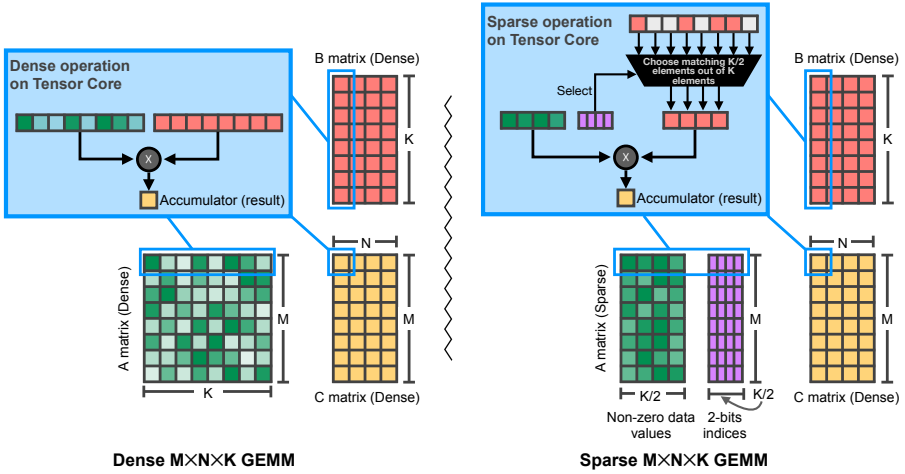 Dense operation
on Tensor Core
B matrix (Dense)
K
X
Accumulator (result)
N
A matrix (Dense)
M
M
K
C matrix (Dense)
Dense M×N×K GEMM
Sparse operation
on Tensor Core
Choose matching K/2
elements out of K
elements
Select
B matrix (Dense)
K
X
Accumulator (result)
N
A matrix (Sparse)
M
M
K/2
K/2
Non-zero data
values
2-bits
indices
C matrix (Dense)
Sparse M×N×K GEMM